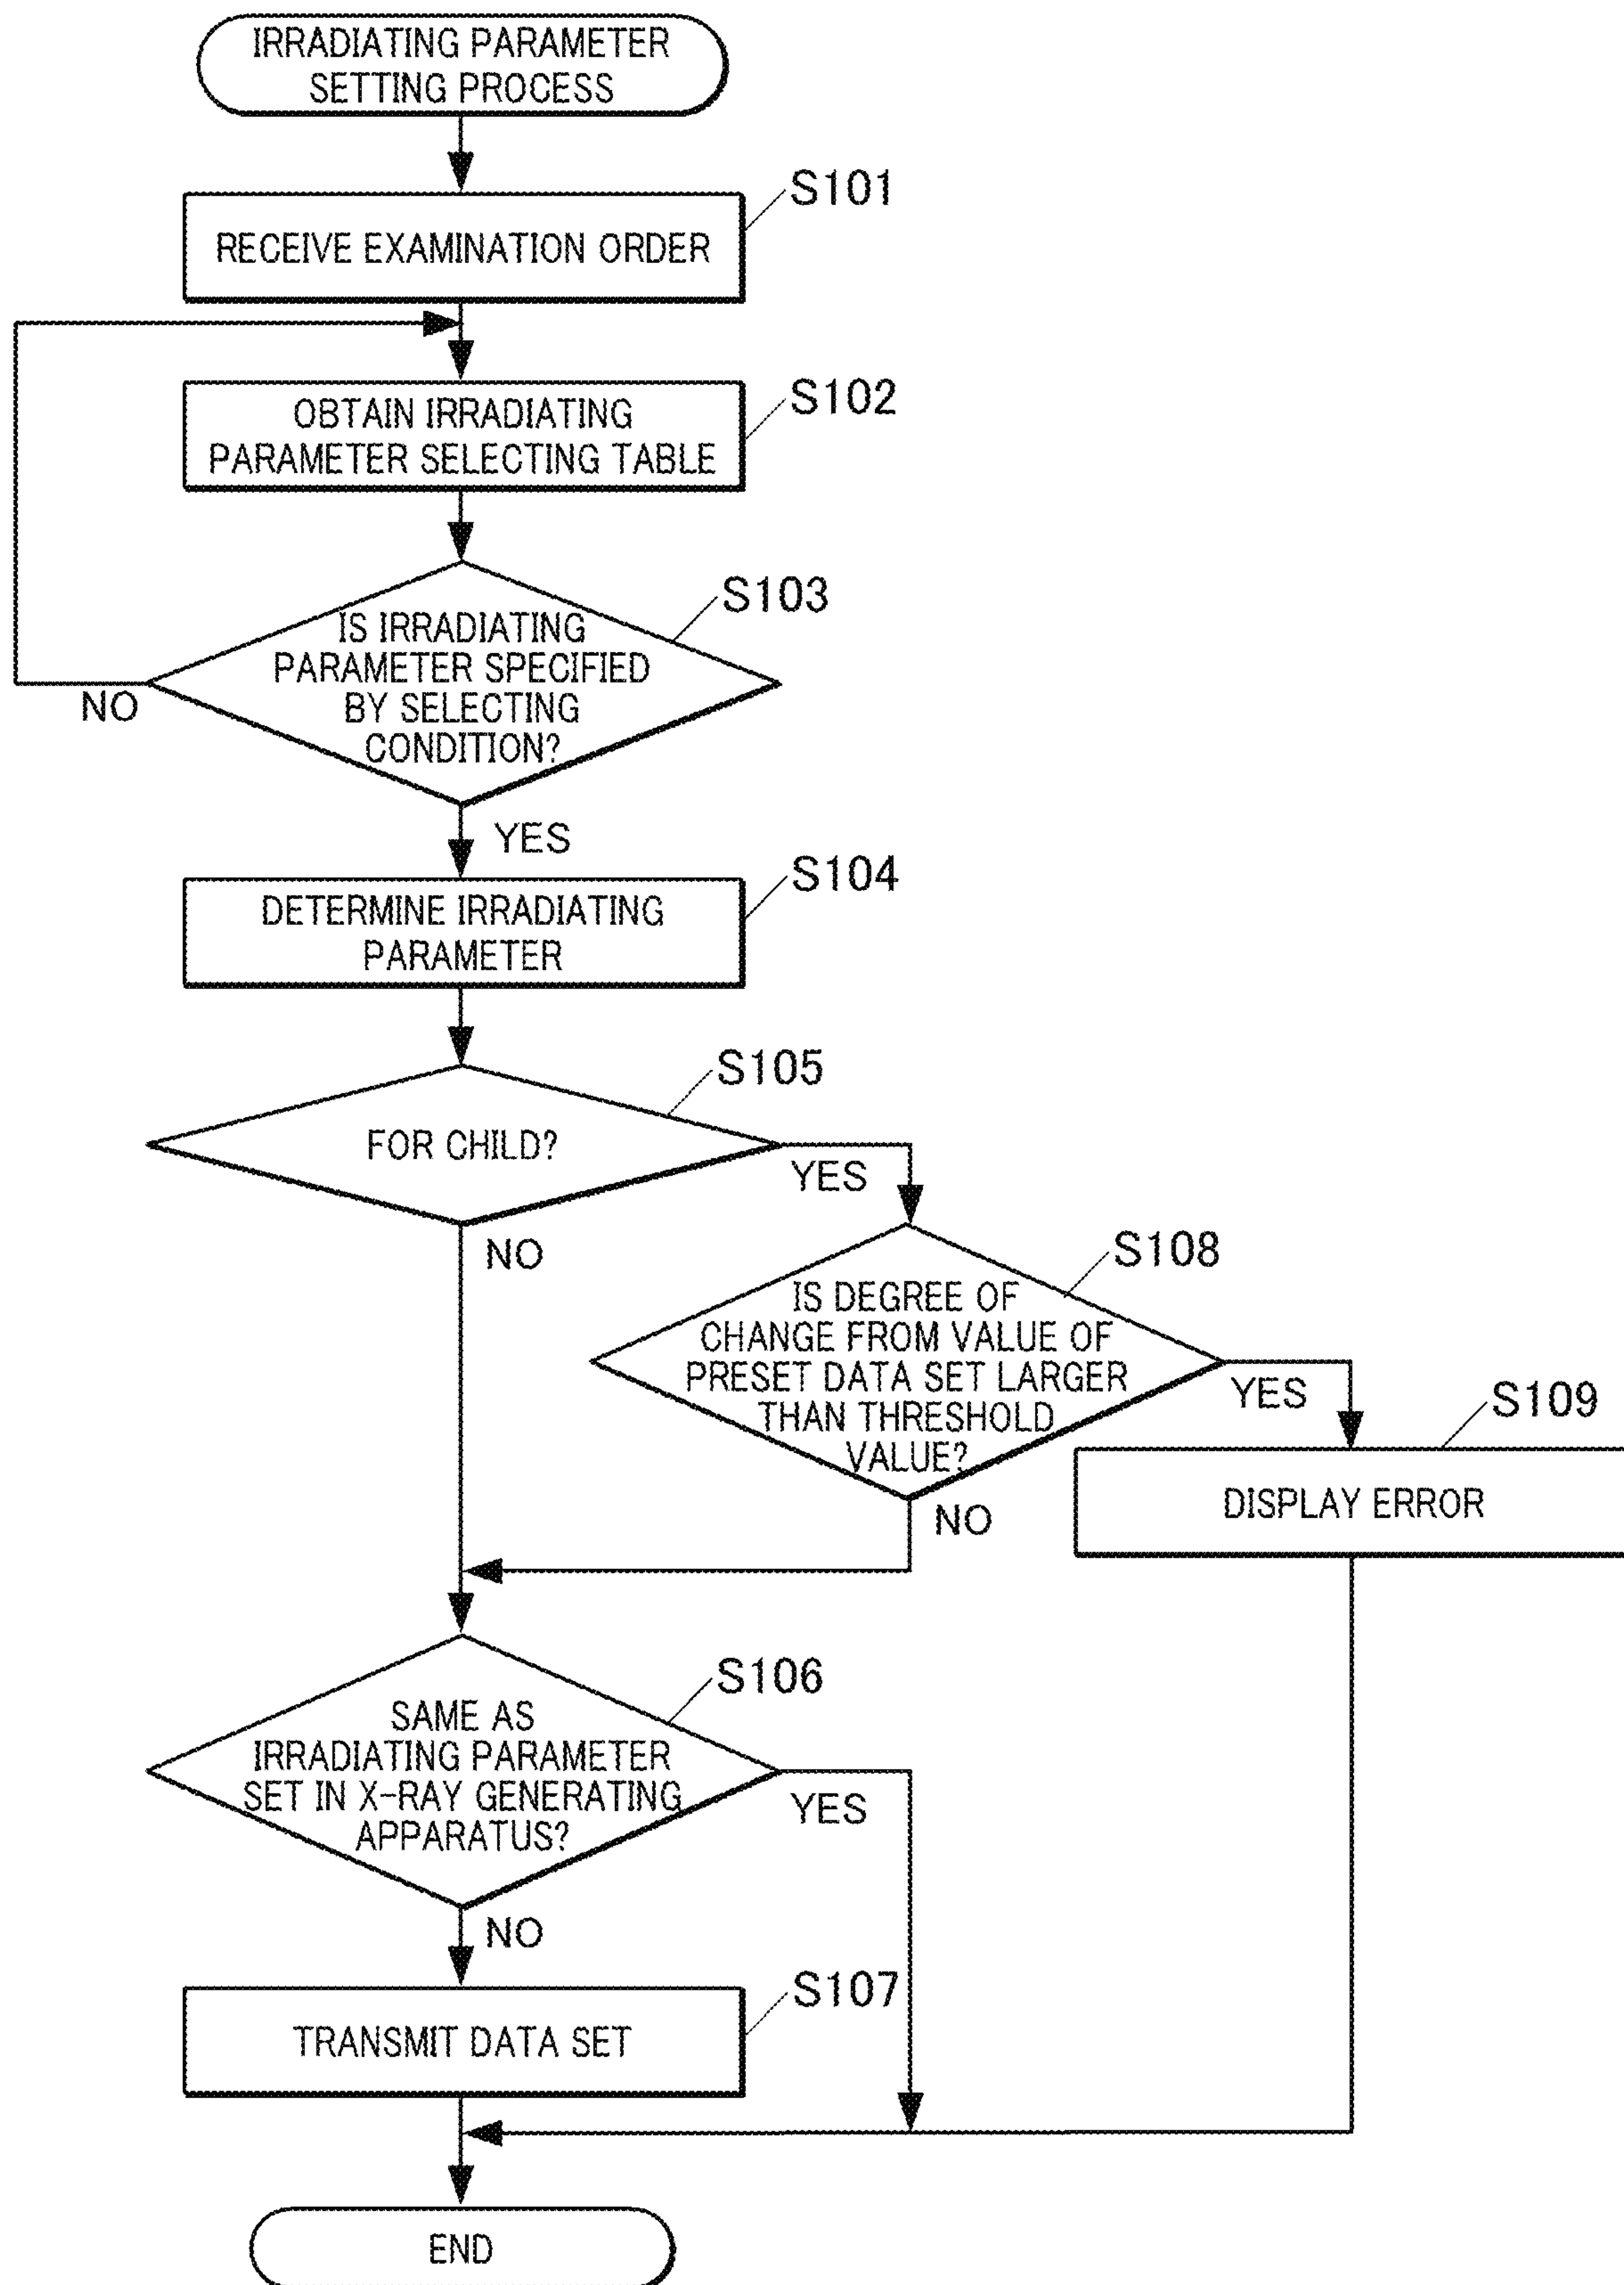 IRRADIATING PARAMETER
SETTING PROCESS
S101
RECEIVE EXAMINATION ORDER
S102
OBTAIN IRRADIATING
PARAMETER SELECTING TABLE
S103
IS IRRADIATING
PARAMETER SPECIFIED
BY SELECTING
CONDITION?
NO
YES
S104
DETERMINE IRRADIATING
PARAMETER
S105
FOR CHILD?
YES
NO
S108
IS DEGREE OF
CHANGE FROM VALUE OF
PRESET DATA SET LARGER
THAN THRESHOLD
VALUE?
YES
NO
S109
DISPLAY ERROR
S106
SAME AS
IRRADIATING PARAMETER
SET IN X-RAY GENERATING
APPARATUS?
YES
NO
S107
TRANSMIT DATA SET
END